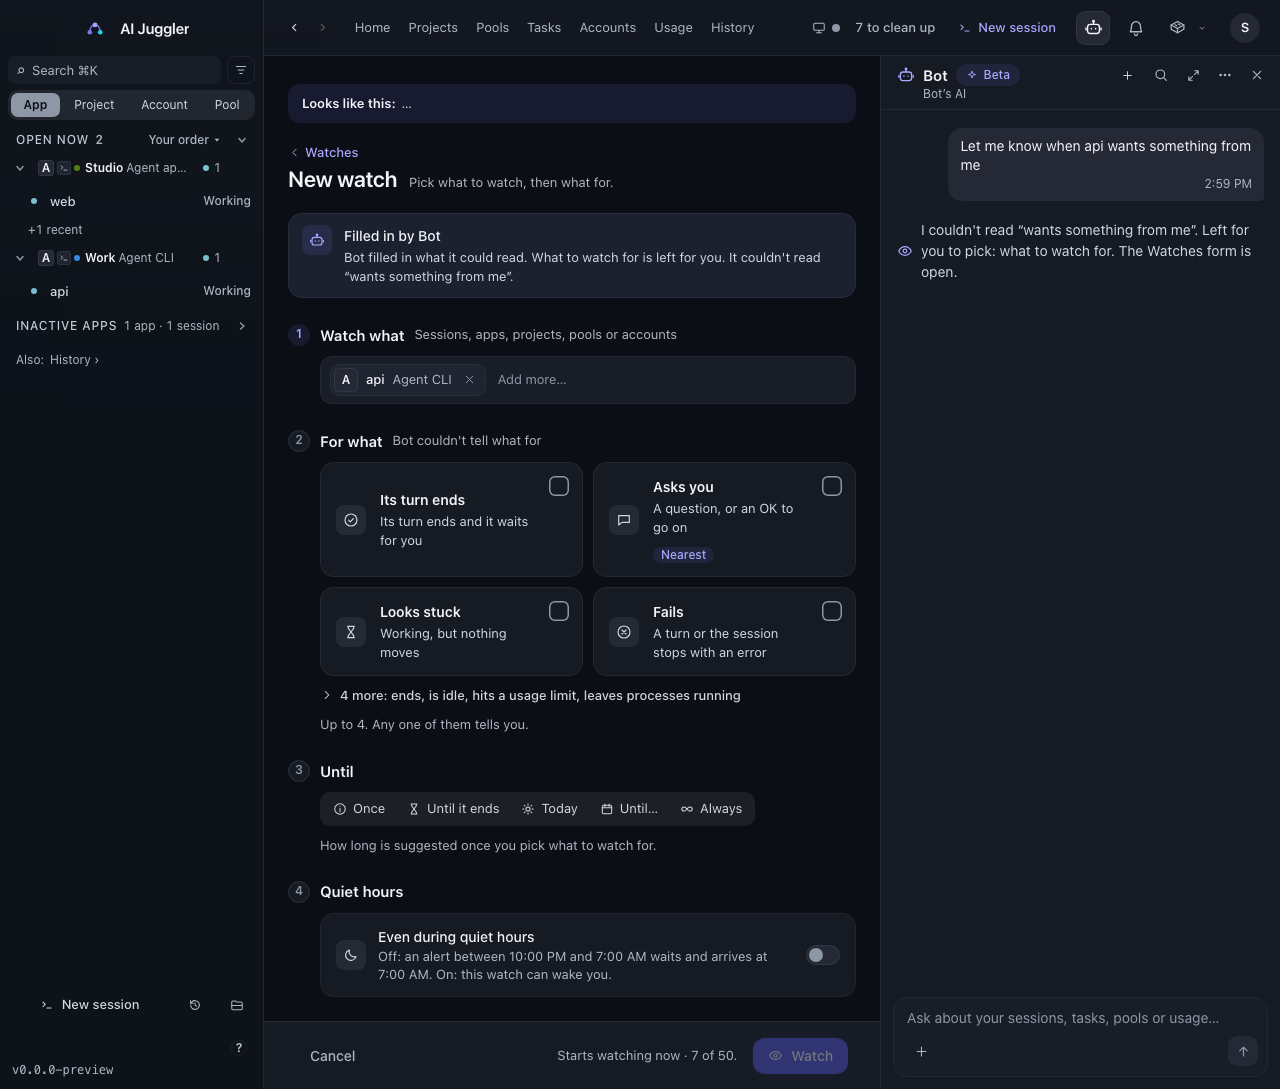 AI Juggler
Search ⌘K
App Project Account Pool
OPEN NOW 2 Your order
A Studio Agent ap... 1
web Working
+1 recent
A Work Agent CLI 1
api Working
INACTIVE APPS 1 app · 1 session
Also: History ›
New session
?
v0.0.0-preview
Home Projects Pools Tasks Accounts Usage History
7 to clean up
New session
S
Looks like this: ...
Watches
New watch Pick what to watch, then what for.
Filled in by Bot
Bot filled in what it could read. What to watch for is left for you. It couldn't read
“wants something from me”.
1 Watch what Sessions, apps, projects, pools or accounts
A api Agent CLI Add more...
2 For what Bot couldn't tell what for
Its turn ends
Its turn ends and it waits
for you
Asks you
A question, or an OK to
go on
Nearest
Looks stuck
Working, but nothing
moves
Fails
A turn or the session
stops with an error
4 more: ends, is idle, hits a usage limit, leaves processes running
Up to 4. Any one of them tells you.
3 Until
Once Until it ends Today Until... Always
How long is suggested once you pick what to watch for.
4 Quiet hours
Even during quiet hours
Off: an alert between 10:00 PM and 7:00 AM waits and arrives at
7:00 AM. On: this watch can wake you.
Cancel Starts watching now · 7 of 50. Watch
Bot Beta
Bot’s AI
Let me know when api wants something from
me
2:59 PM
I couldn't read “wants something from me”. Left for
you to pick: what to watch for. The Watches form is
open.
Ask about your sessions, tasks, pools or usage...